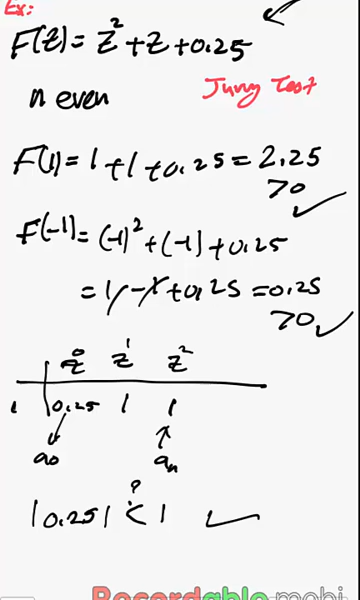 Ex:
F(z) = z² + z + 0.25
n even
Jury Test
F(1) = 1 + 1 + 0.25 = 2.25
>0 ✓
F(-1) = (-1)² + (-1) + 0.25
= 1 - 1 + 0.25 = 0.25
>0 ✓
z⁰ z¹ z²
1 0.25 1 1
a₀ aₙ
?
|0.25| < 1 ✓
Recordable.mobi